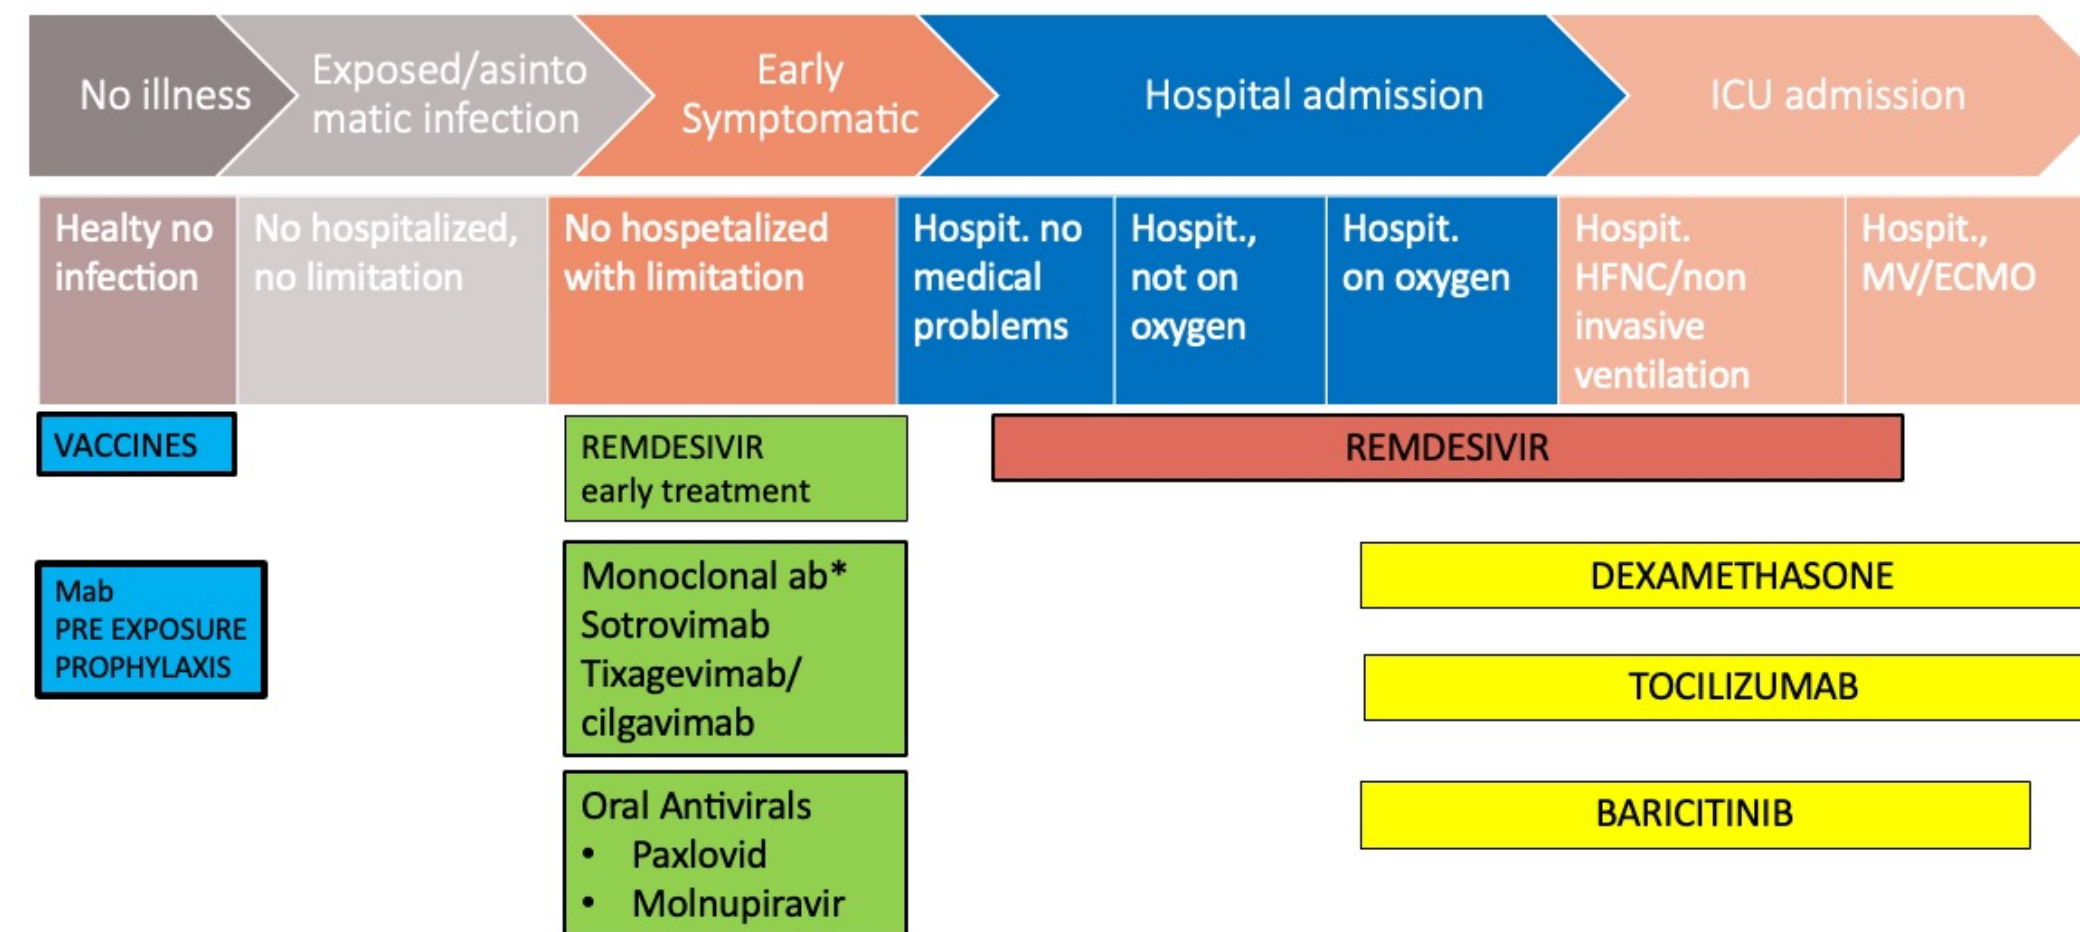 No illness
Exposed/asinto
matic infection
Early
Symptomatic
Hospital admission
ICU admission
Healty no
infection
No hospitalized,
no limitation
No hospetalized
with limitation
Hospit. no
medical
problems
Hospit.,
not on
oxygen
Hospit.
on oxygen
Hospit.
HFNC/non
invasive
ventilation
Hospit.,
MV/ECMO
VACCINES
REMDESIVIR
early treatment
REMDESIVIR
Mab
PRE EXPOSURE
PROPHYLAXIS
Monoclonal ab*
Sotrovimab
Tixagevimab/
cilgavimab
DEXAMETHASONE
TOCILIZUMAB
Oral Antivirals
• Paxlovid
• Molnupiravir
BARICITINIB